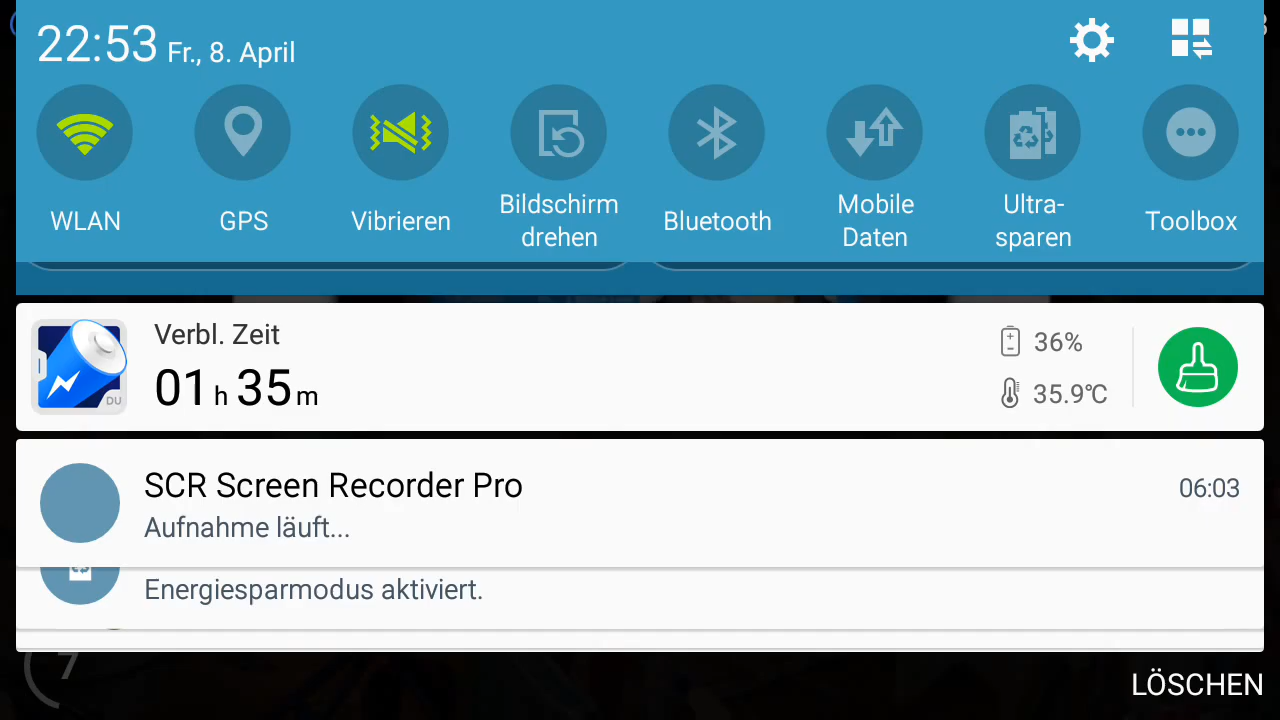 22:53 Fr., 8. April
WLAN
GPS
Vibrieren
Bildschirm
drehen
Bluetooth
Mobile
Daten
Ultra-
sparen
Toolbox
Verbl. Zeit
01 h 35 m
36%
35.9℃
DU
SCR Screen Recorder Pro
06:03
Aufnahme läuft...
Energiesparmodus aktiviert.
7
LÖSCHEN